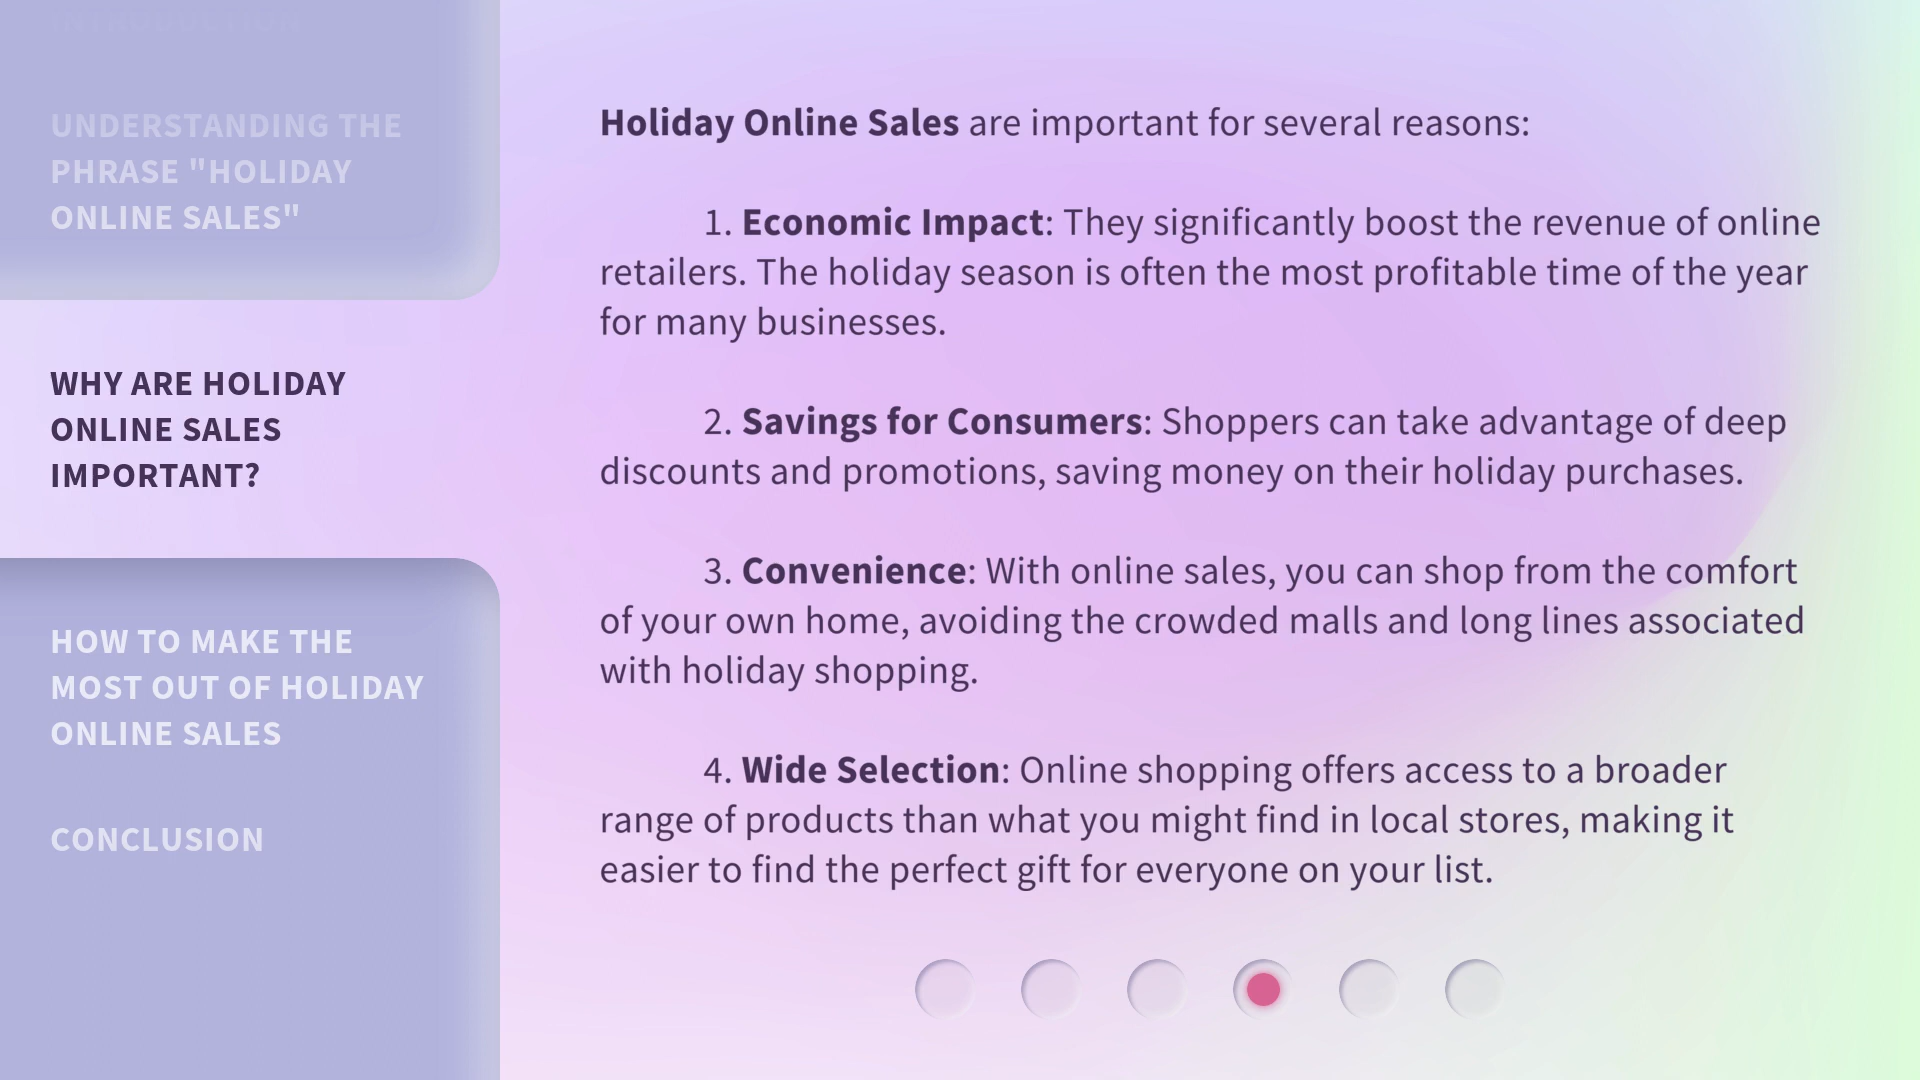 INTRODUCTION
UNDERSTANDING THE
PHRASE "HOLIDAY
ONLINE SALES"
WHY ARE HOLIDAY
ONLINE SALES
IMPORTANT?
HOW TO MAKE THE
MOST OUT OF HOLIDAY
ONLINE SALES
CONCLUSION
Holiday Online Sales are important for several reasons:
1. Economic Impact: They significantly boost the revenue of online
retailers. The holiday season is often the most profitable time of the year
for many businesses.
2. Savings for Consumers: Shoppers can take advantage of deep
discounts and promotions, saving money on their holiday purchases.
3. Convenience: With online sales, you can shop from the comfort
of your own home, avoiding the crowded malls and long lines associated
with holiday shopping.
4. Wide Selection: Online shopping offers access to a broader
range of products than what you might find in local stores, making it
easier to find the perfect gift for everyone on your list.